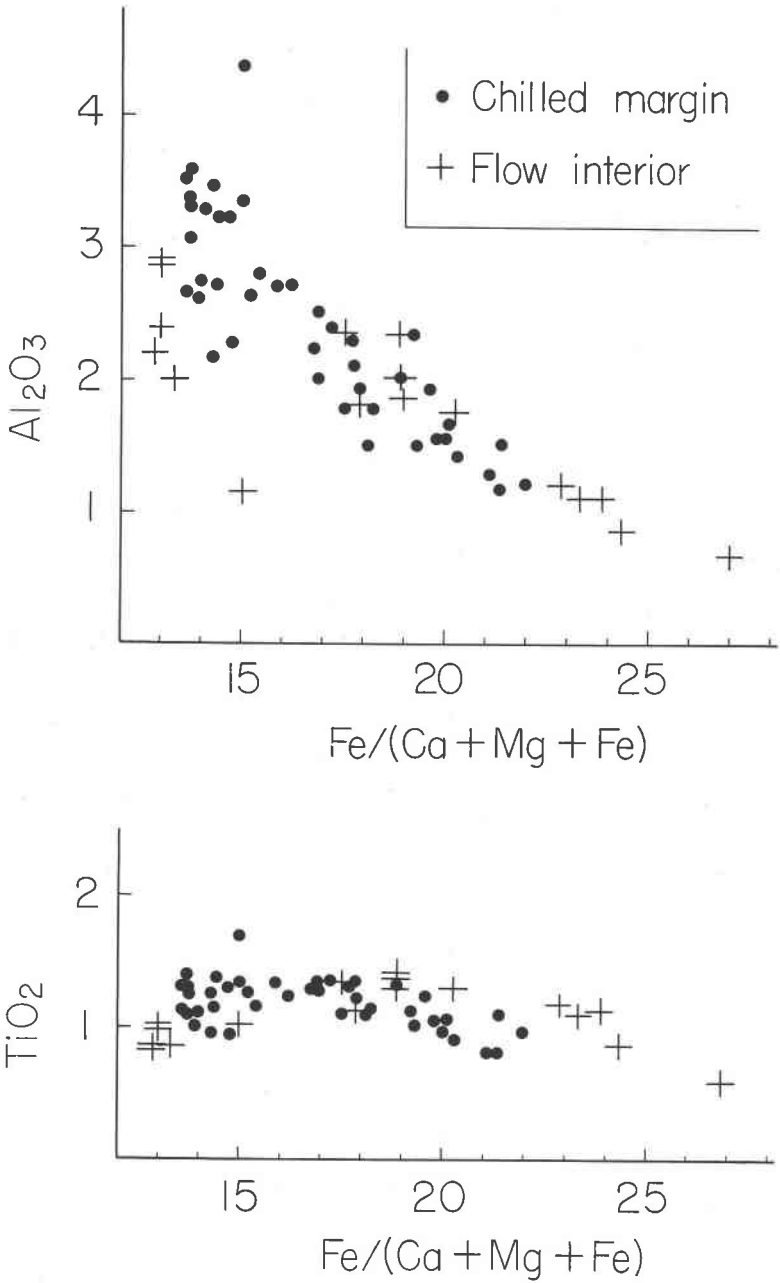 4
3
2
1
Al₂O₃
● Chilled margin
+ Flow interior
15 20 25
Fe/(Ca+Mg+Fe)
2
1
TiO₂
15 20 25
Fe/(Ca+Mg+Fe)